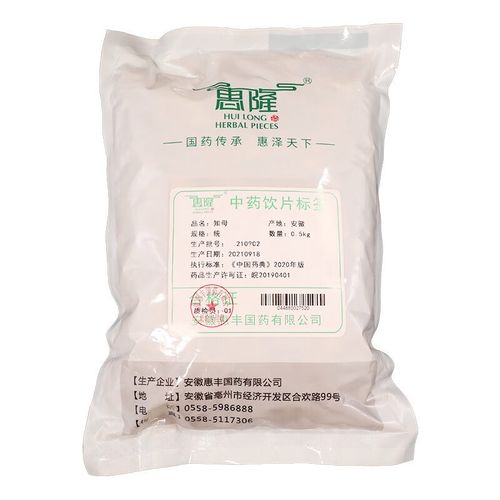 惠隆®
HUI LONG
HERBAL PIECES
国药传承 惠泽天下
惠隆 中药饮片标签
品名：知母 产地：安徽
规格：统 数量：0.5kg
生产批号：
生产日期：20210918
执行标准：《中国药典》2020年版
药品生产许可证：皖20190401
质检员：01
丰国药有限公司
【生产企业】安徽惠丰国药有限公司
【地 址】安徽省亳州市经济开发区合欢路99号
【电 0558-5986888
0558-5117306